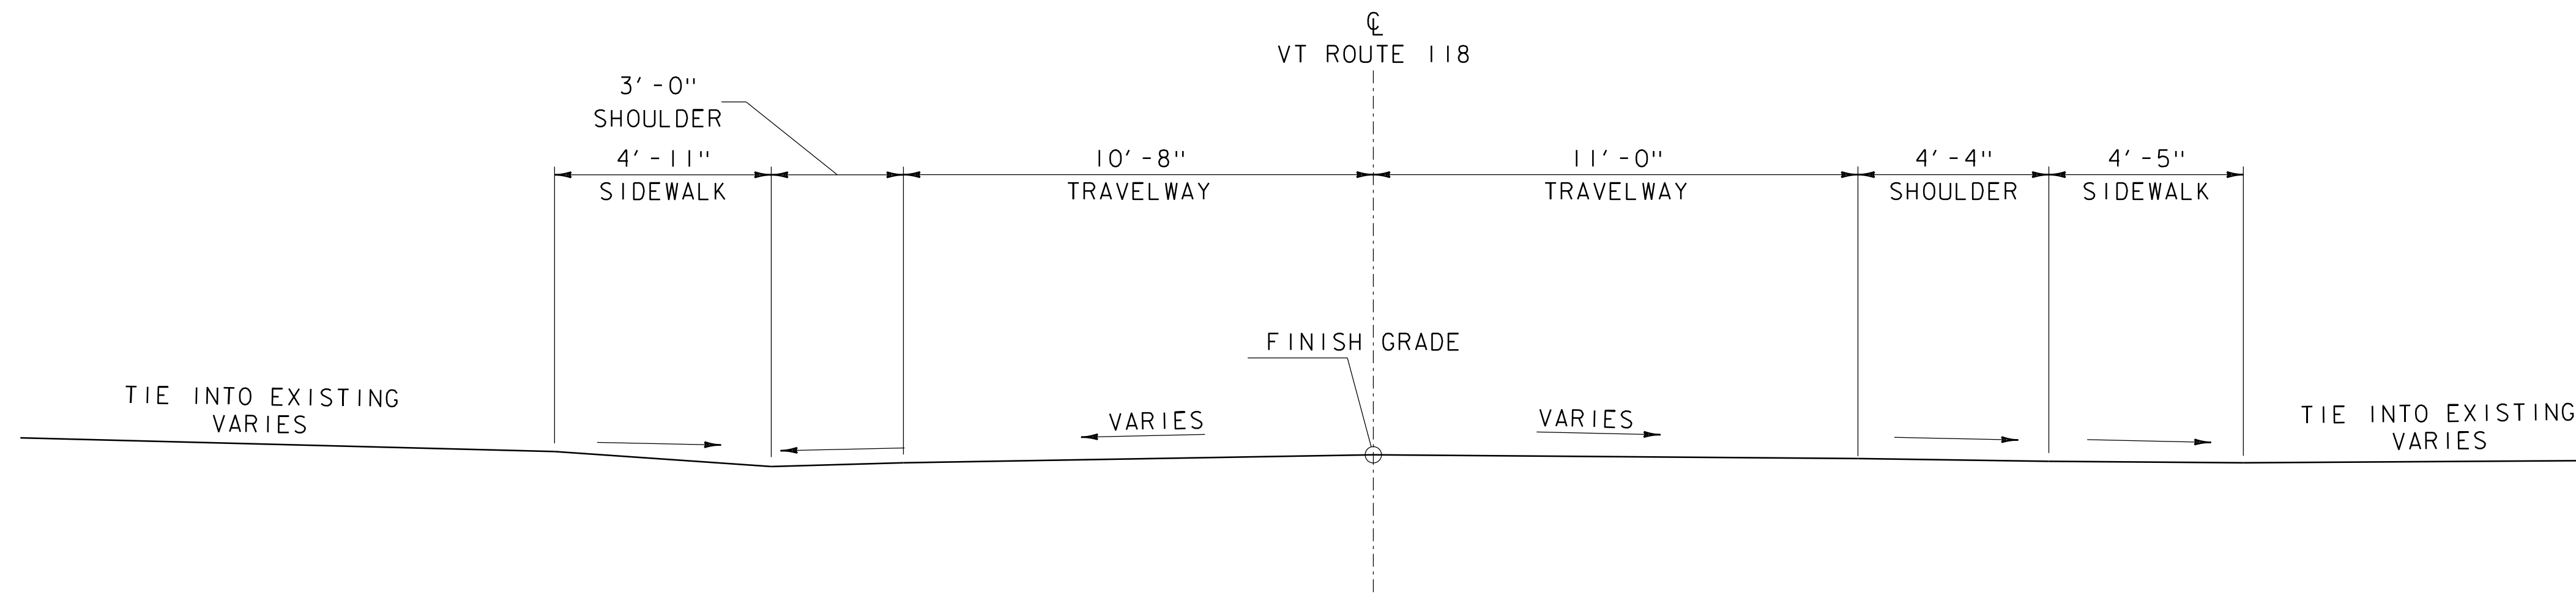 ℄
VT ROUTE 118
3'-0"
SHOULDER
4'-11"
SIDEWALK
10'-8"
TRAVELWAY
11'-0"
TRAVELWAY
4'-4"
SHOULDER
4'-5"
SIDEWALK
FINISH GRADE
TIE INTO EXISTING
VARIES
VARIES
VARIES
TIE INTO EXISTING
VARIES